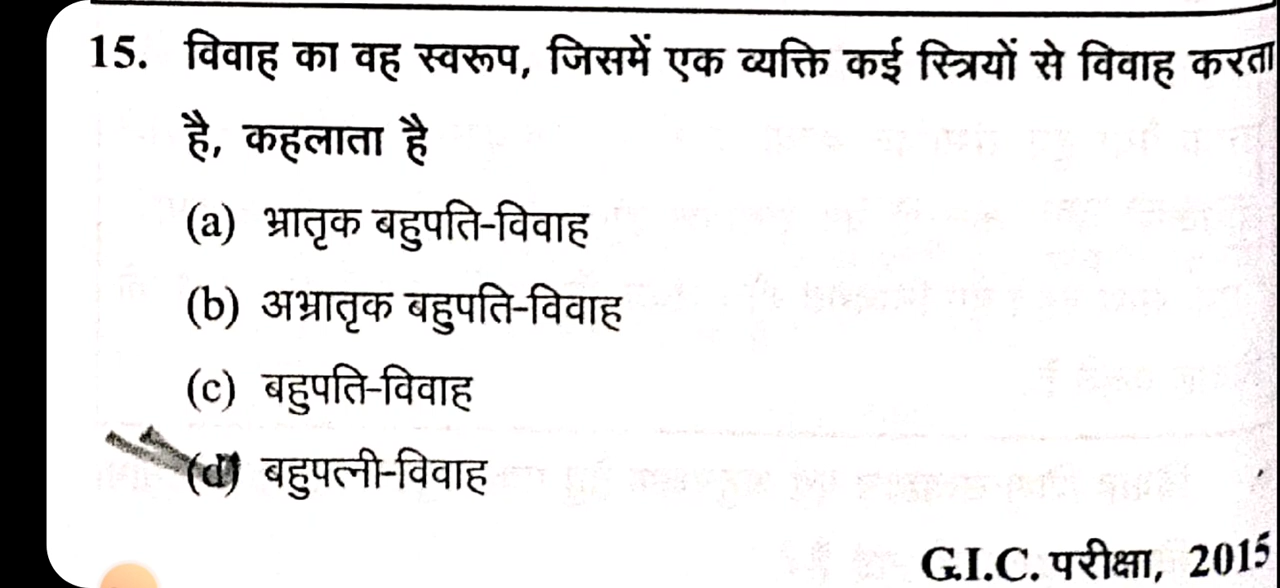 15. विवाह का वह स्वरूप, जिसमें एक व्यक्ति कई स्त्रियों से विवाह करता
है, कहलाता है
(a) भ्रातृक बहुपति-विवाह
(b) अभ्रातृक बहुपति-विवाह
(c) बहुपति-विवाह
(d) बहुपत्नी-विवाह
G.I.C. परीक्षा, 2015